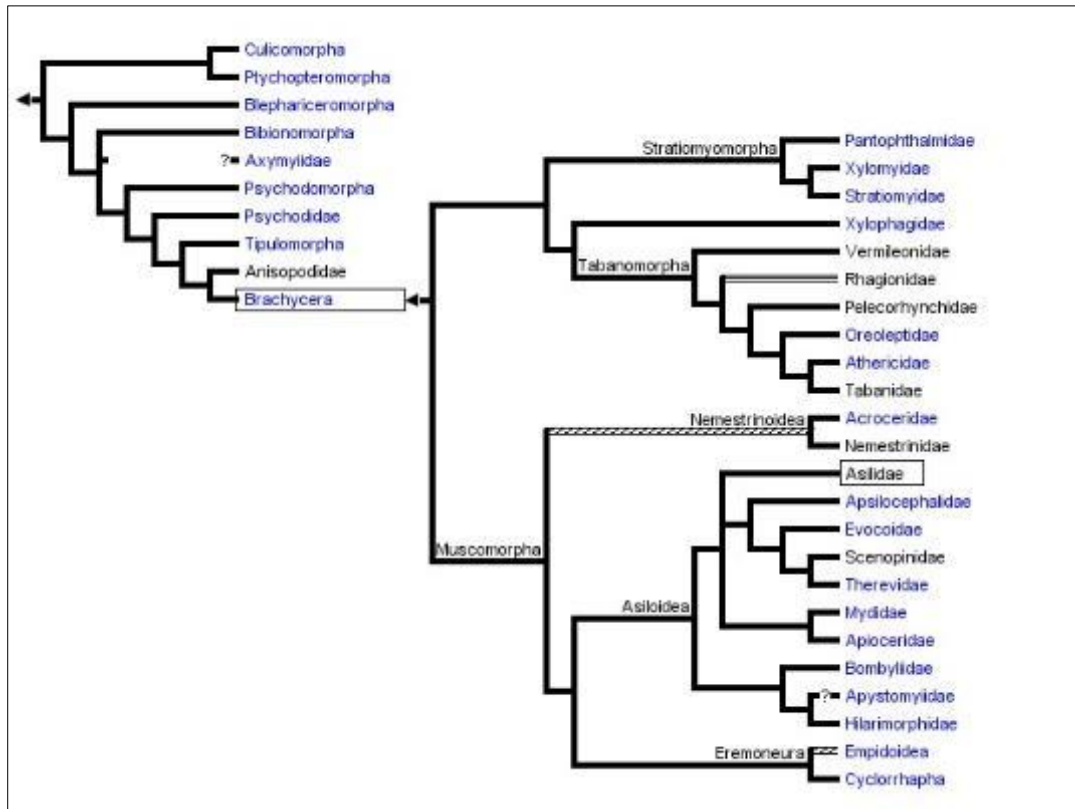 Culicomorpha
Ptychopteromorpha
Blephariceromorpha
Bibionomorpha
? Axymyiidae
Psychodomorpha
Psychodidae
Tipulomorpha
Anisopodidae
Brachycera
Stratiomyomorpha
Pantophthalmidae
Xylomyidae
Stratiomyidae
Xylophagidae
Tabanomorpha
Vermileonidae
Rhagionidae
Pelecorhynchidae
Oreoleptidae
Athericidae
Tabanidae
Muscomorpha
Nemestrinoidea
Acroceridae
Nemestrinidae
Asiloidea
Asilidae
Apsilocephalidae
Evocoidae
Scenopinidae
Therevidae
Mydidae
Apioceridae
Bombyliidae
? Apystomyiidae
Hilarimorphidae
Eremoneura
Empidoidea
Cyclorrhapha